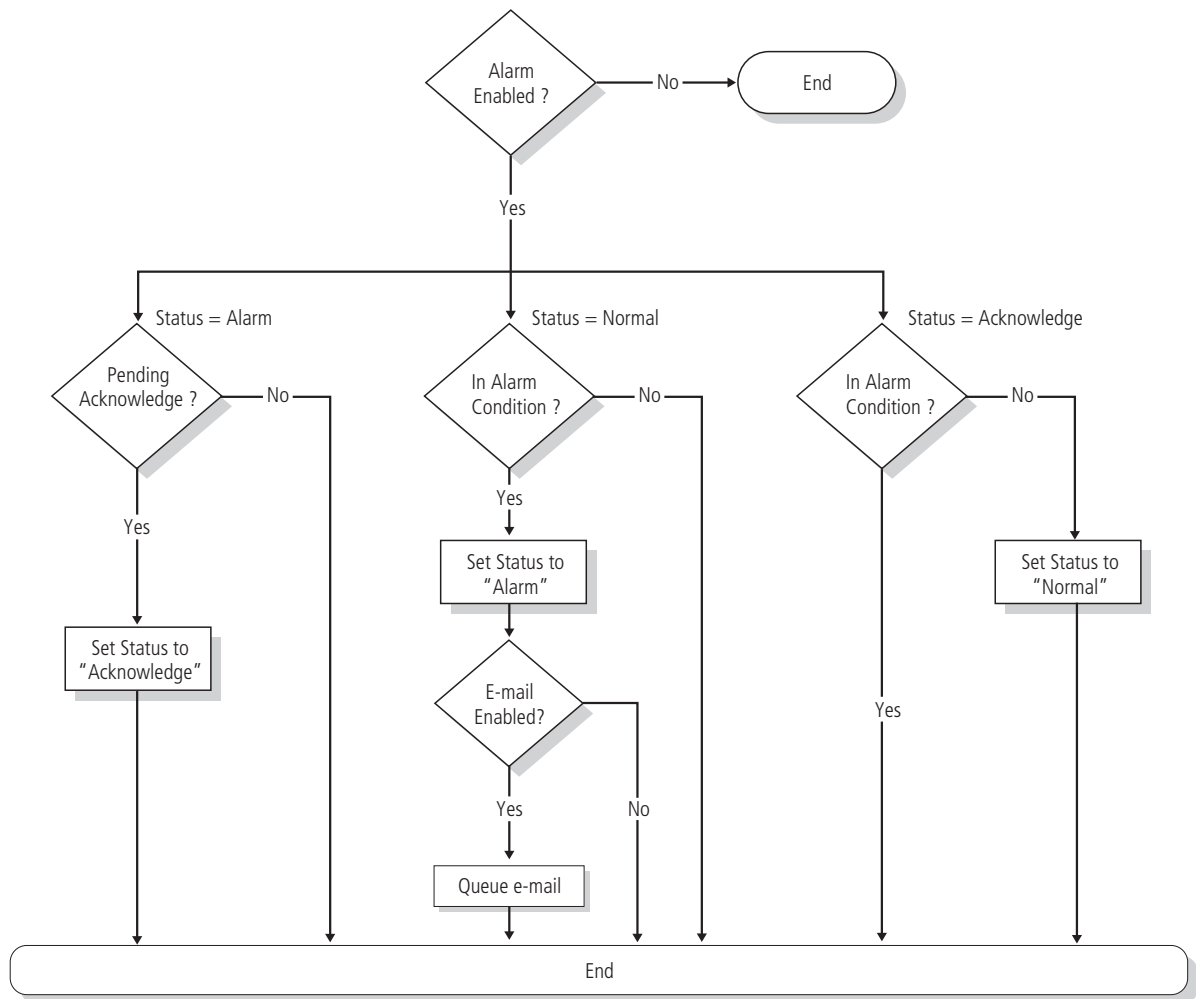 Alarm
Enabled ?
No
End
Yes
Status = Alarm
Status = Normal
Status = Acknowledge
Pending
Acknowledge ?
No
In Alarm
Condition ?
No
In Alarm
Condition ?
No
Yes
Yes
Set Status to
“Alarm”
Set Status to
“Normal”
Set Status to
“Acknowledge”
E-mail
Enabled?
Yes
Yes
No
Queue e-mail
End